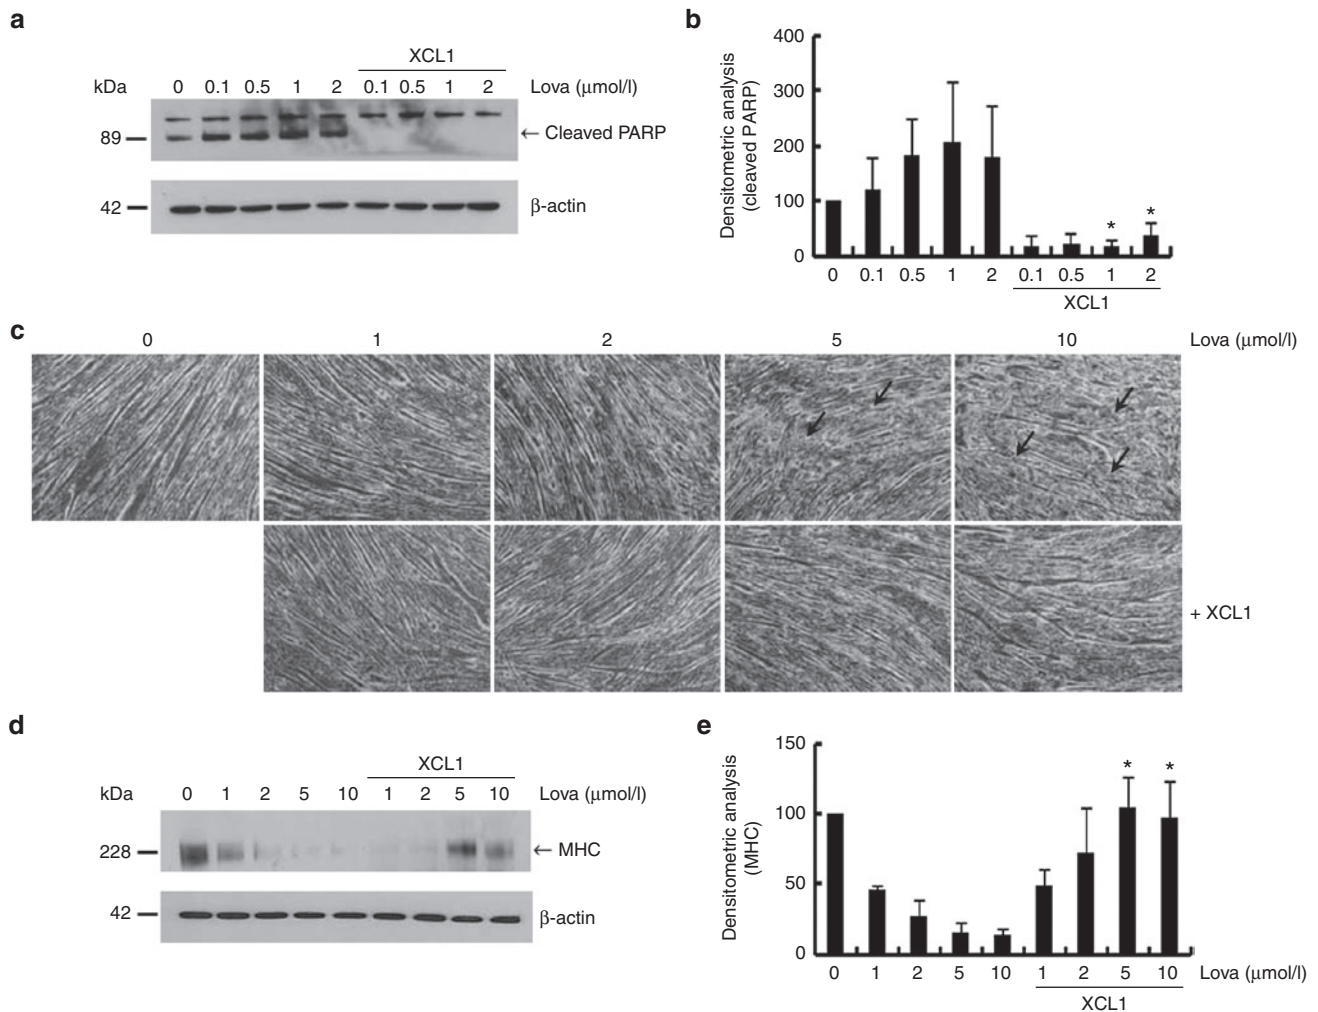 a
XCL1
kDa 0 0.1 0.5 1 2 0.1 0.5 1 2 Lova (μmol/l)
89
← Cleaved PARP
42
β-actin
b
Densitometric analysis
(cleaved PARP)
400
300
200
100
0
* *
0 0.1 0.5 1 2 0.1 0.5 1 2
XCL1
c
0 1 2 5 10 Lova (μmol/l)
+ XCL1
d
XCL1
kDa 0 1 2 5 10 1 2 5 10 Lova (μmol/l)
228
← MHC
42
β-actin
e
Densitometric analysis
(MHC)
150
100
50
0
* *
0 1 2 5 10 1 2 5 10 Lova (μmol/l)
XCL1